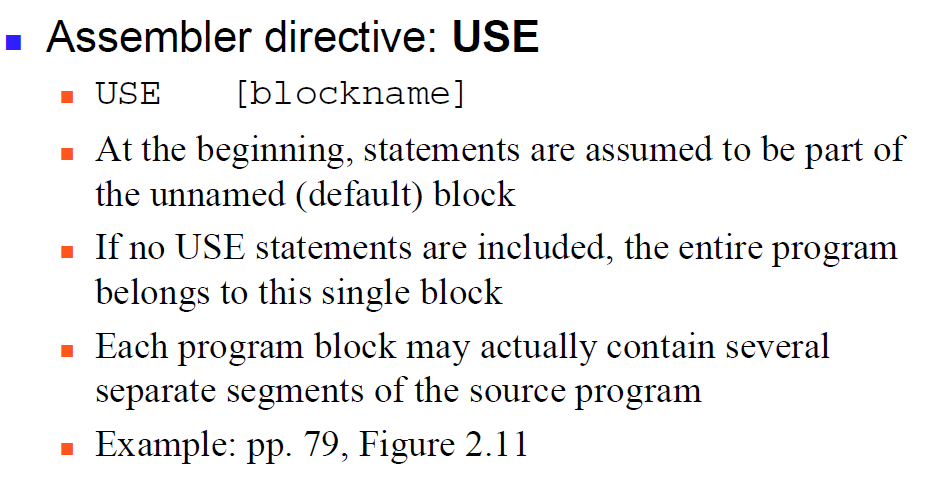 Assembler directive: USE
USE [blockname]
At the beginning, statements are assumed to be part of
the unnamed (default) block
If no USE statements are included, the entire program
belongs to this single block
Each program block may actually contain several
separate segments of the source program
Example: pp. 79, Figure 2.11